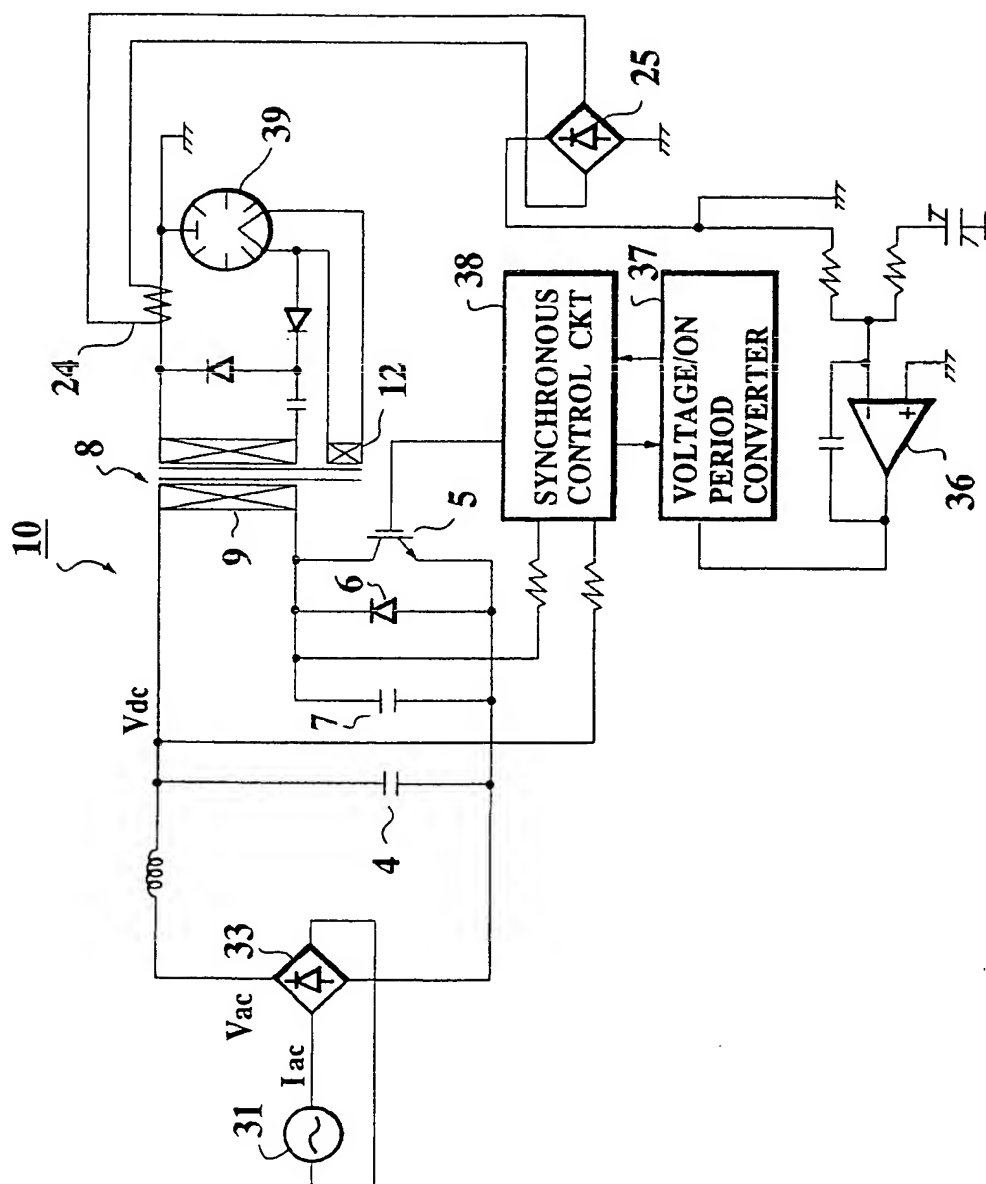 10
31
Iac
Vac
33
Vdc
4
7
6
5
9
8
24
12
39
25
38
SYNCHRONOUS
CONTROL CKT
37
VOLTAGE/ON
PERIOD
CONVERTER
36
-
+